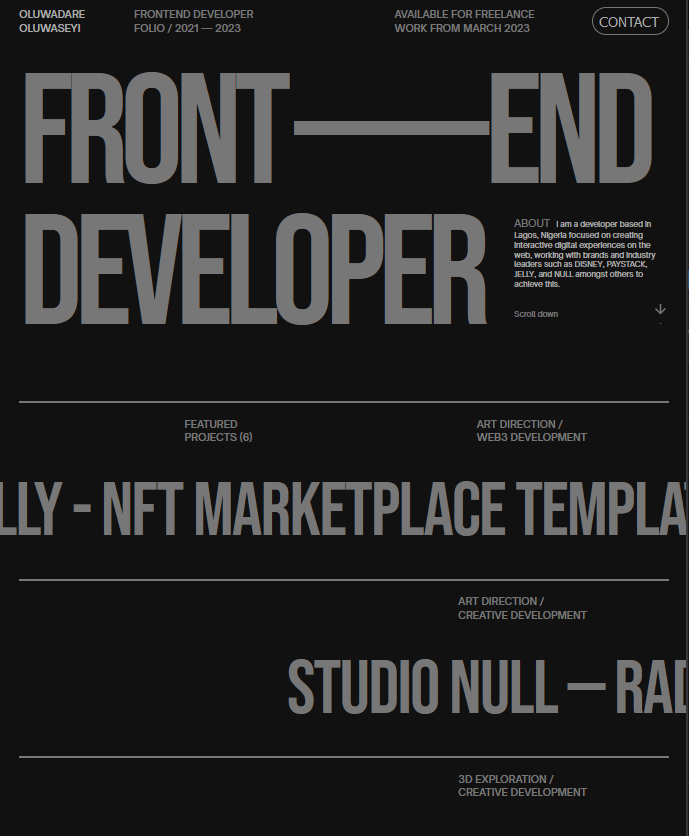 OLUWADARE
OLUWASEYI
FRONTEND DEVELOPER
FOLIO / 2021 — 2023
AVAILABLE FOR FREELANCE
WORK FROM MARCH 2023
CONTACT
FRONT—END
DEVELOPER
ABOUT I am a developer based in
Lagos, Nigeria focused on creating
interactive digital experiences on the
web, working with brands and industry
leaders such as DISNEY, PAYSTACK,
JELLY, and NULL amongst others to
achieve this.
Scroll down
FEATURED
PROJECTS (6)
ART DIRECTION /
WEB3 DEVELOPMENT
LLY - NFT MARKETPLACE TEMPLA
ART DIRECTION /
CREATIVE DEVELOPMENT
STUDIO NULL — RAD
3D EXPLORATION /
CREATIVE DEVELOPMENT